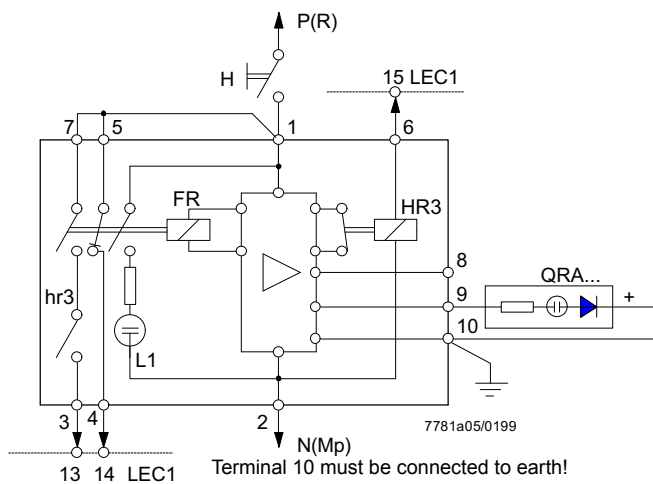 P(R)
H
15 LEC1
7 5 1 6
FR HR3
8
QRA...
9 +
hr3
10
L1
3 4 2
7781a05/0199
N(Mp)
13 14 LEC1 Terminal 10 must be connected to earth!